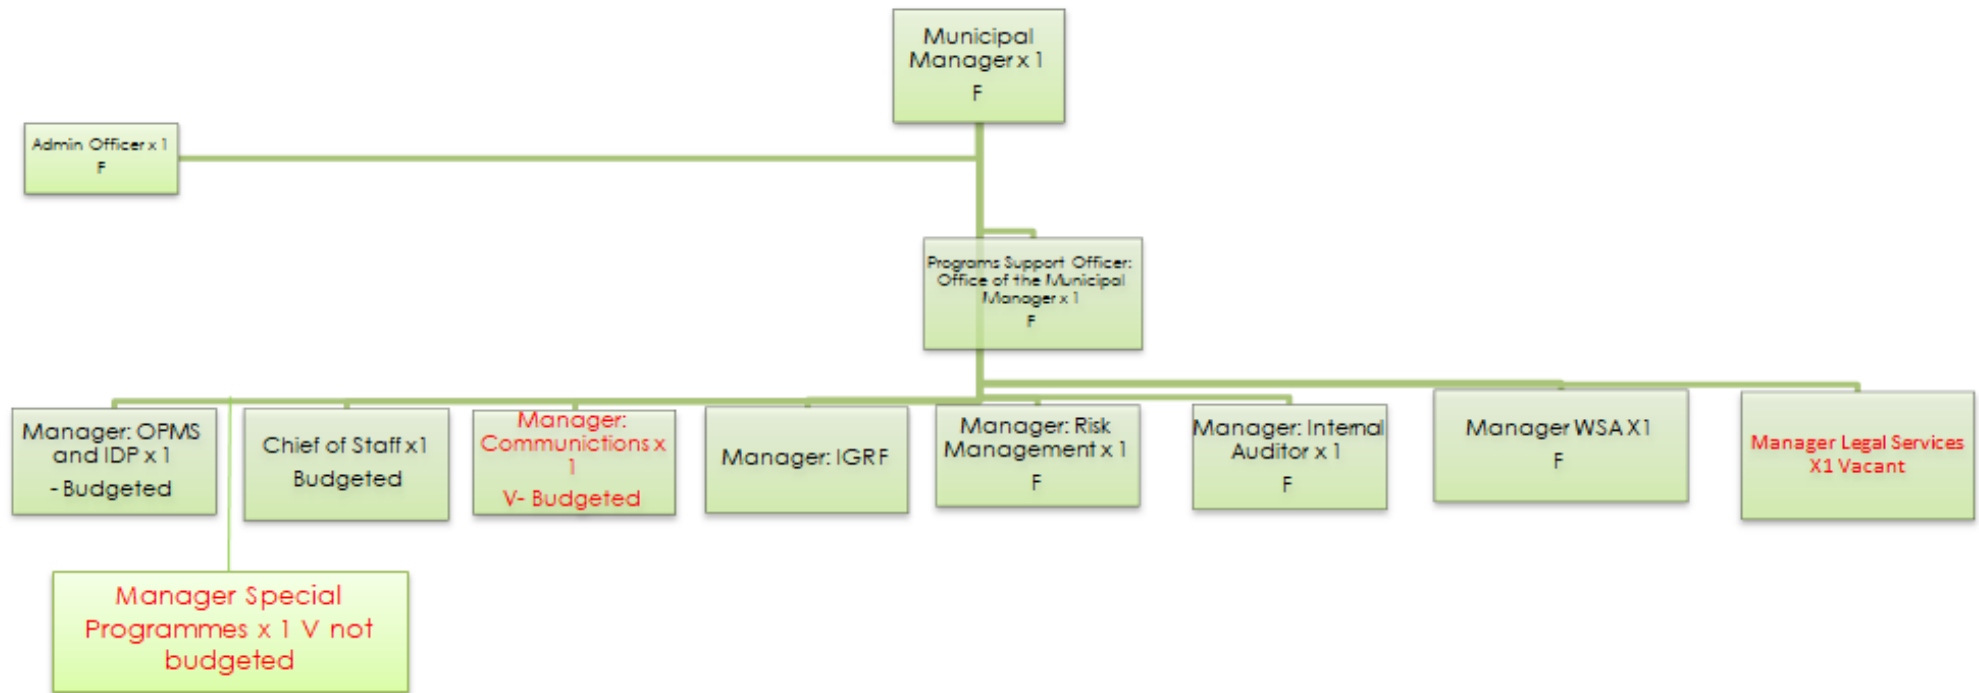 Municipal
Manager x 1
F
Admin Officer x 1
F
Programs Support Officer:
Office of the Municipal
Manager x 1
F
Manager: OPMS
and IDP x 1
- Budgeted
Chief of Staff x1
Budgeted
Manager:
Communictions x
1
V- Budgeted
Manager: IGRF
Manager: Risk
Management x 1
F
Manager: Internal
Auditor x 1
F
Manager WSA X1
F
Manager Legal Services
X1 Vacant
Manager Special
Programmes x 1 V not
budgeted